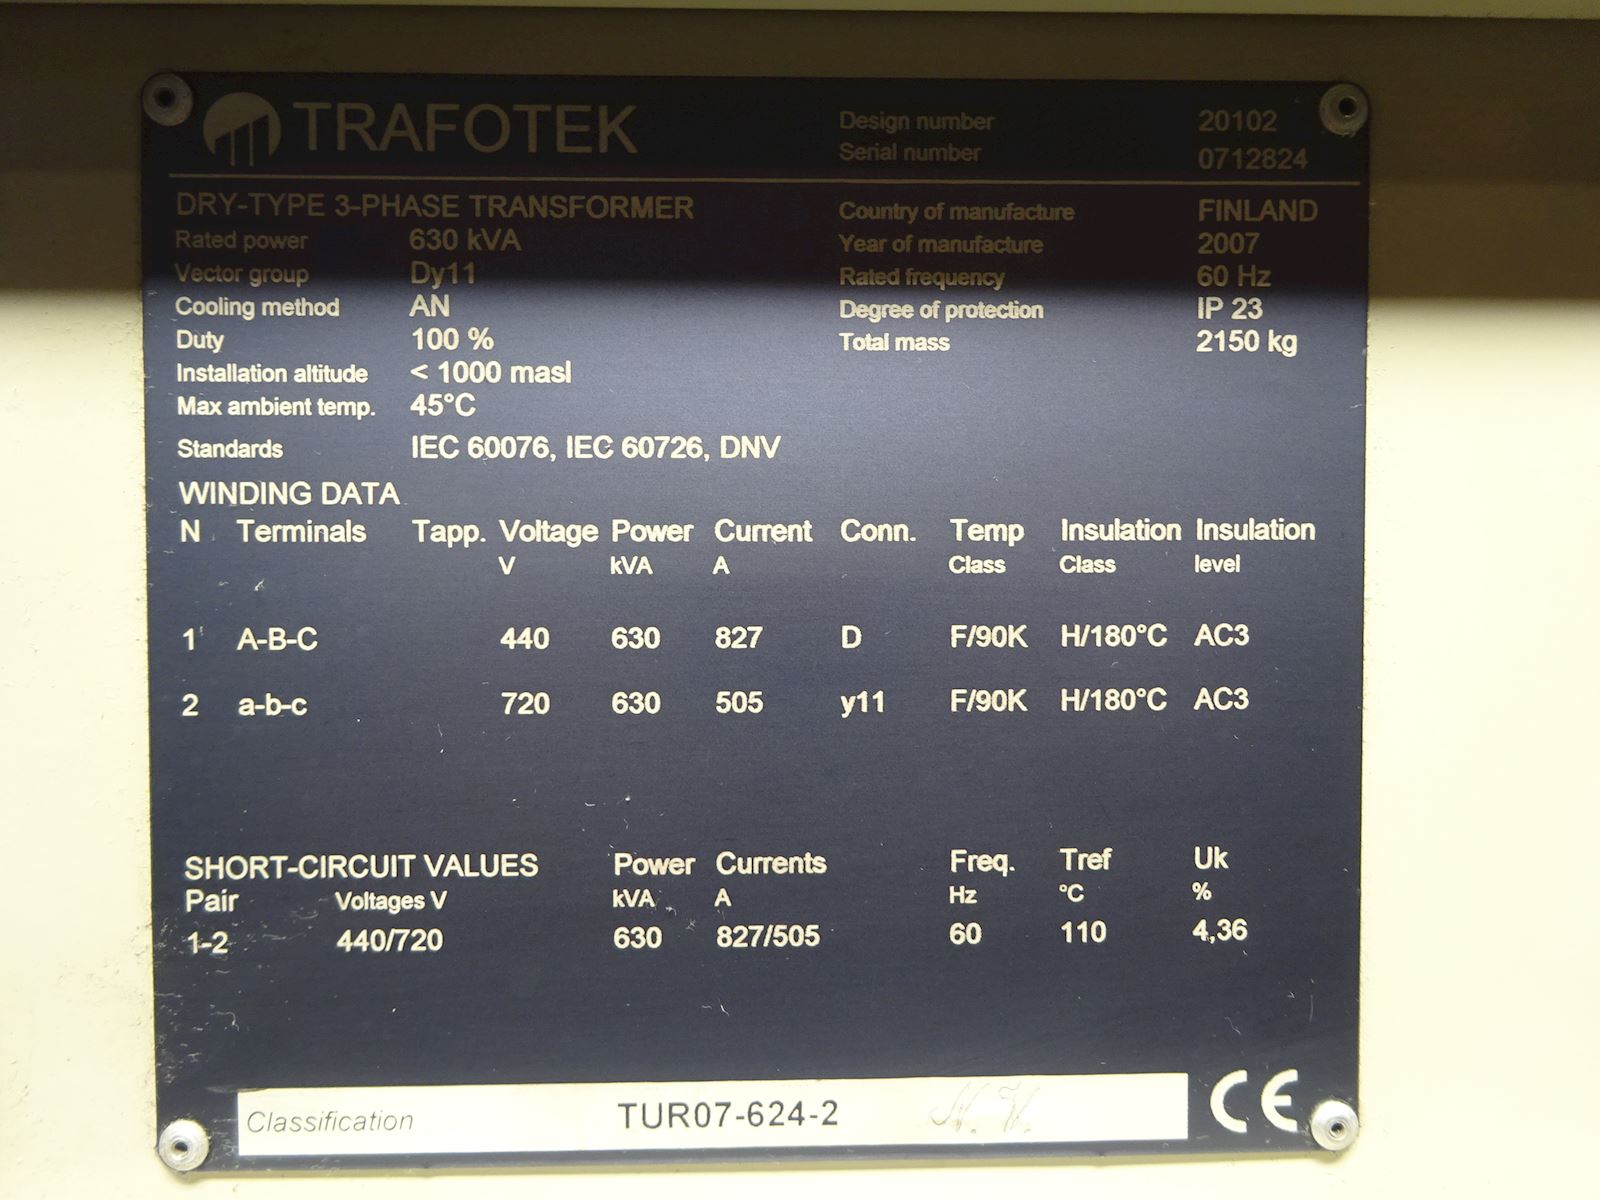 TRAFOTEK
Design number 20102
Serial number 0712824
DRY-TYPE 3-PHASE TRANSFORMER
Country of manufacture FINLAND
Rated power 630 kVA
Year of manufacture 2007
Vector group Dy11
Rated frequency 60 Hz
Cooling method AN
Degree of protection IP 23
Duty 100 %
Total mass 2150 kg
Installation altitude < 1000 masl
Max ambient temp. 45°C
Standards IEC 60076, IEC 60726, DNV
WINDING DATA
N Terminals Tapp. Voltage Power Current Conn. Temp Insulation Insulation
V kVA A Class Class level
1 A-B-C 440 630 827 D F/90K H/180°C AC3
2 a-b-c 720 630 505 y11 F/90K H/180°C AC3
SHORT-CIRCUIT VALUES Power Currents Freq. Tref Uk
Pair Voltages V kVA A Hz °C %
1-2 440/720 630 827/505 60 110 4,36
Classification TUR07-624-2
CE